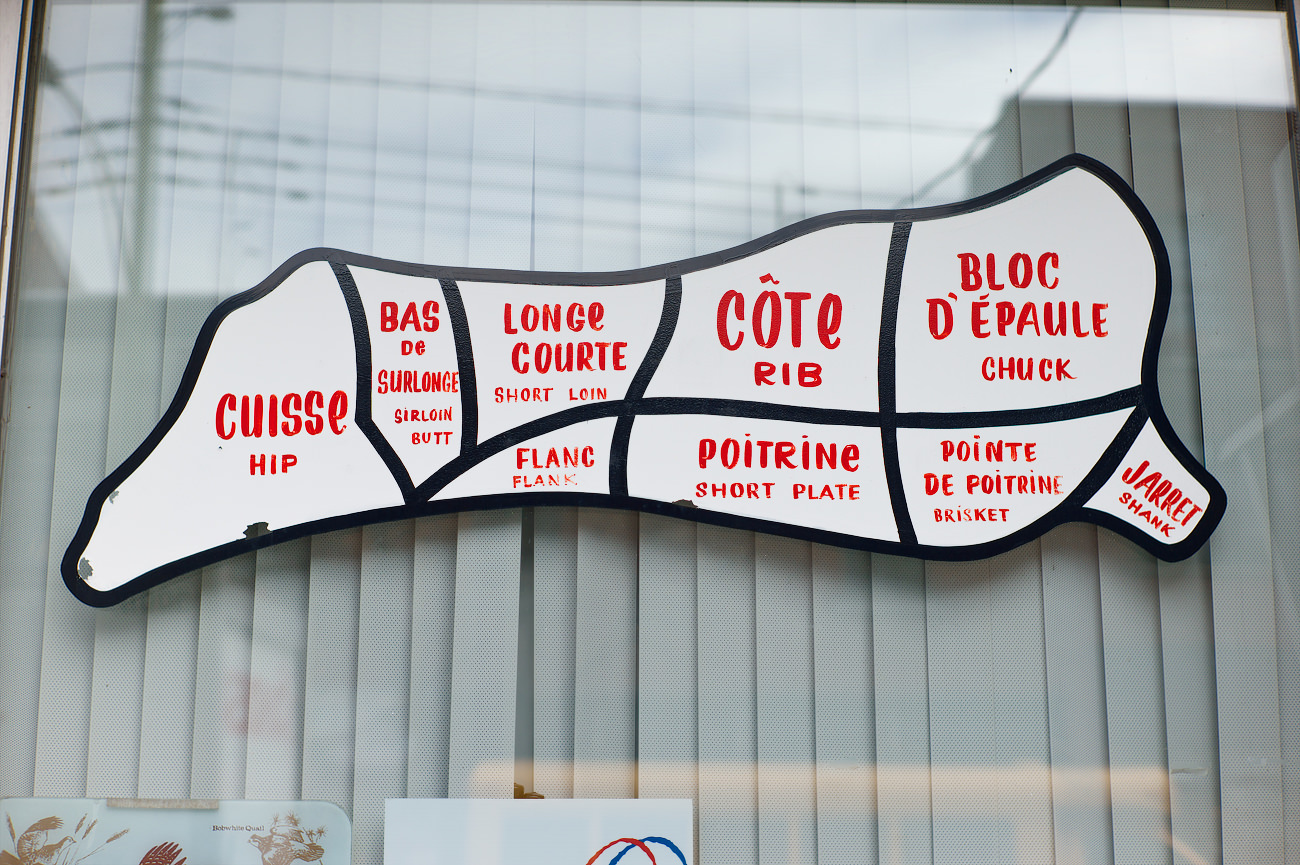 CUISSE
HIP
BAS
DE
SURLONGE
SIRLOIN
BUTT
LONGE
COURTE
SHORT LOIN
FLANC
FLANK
CÔTE
RIB
POITRINE
SHORT PLATE
BLOC
D'ÉPAULE
CHUCK
POINTE
DE POITRINE
BRISKET
JARRET
SHANK
Bobwhite Quail